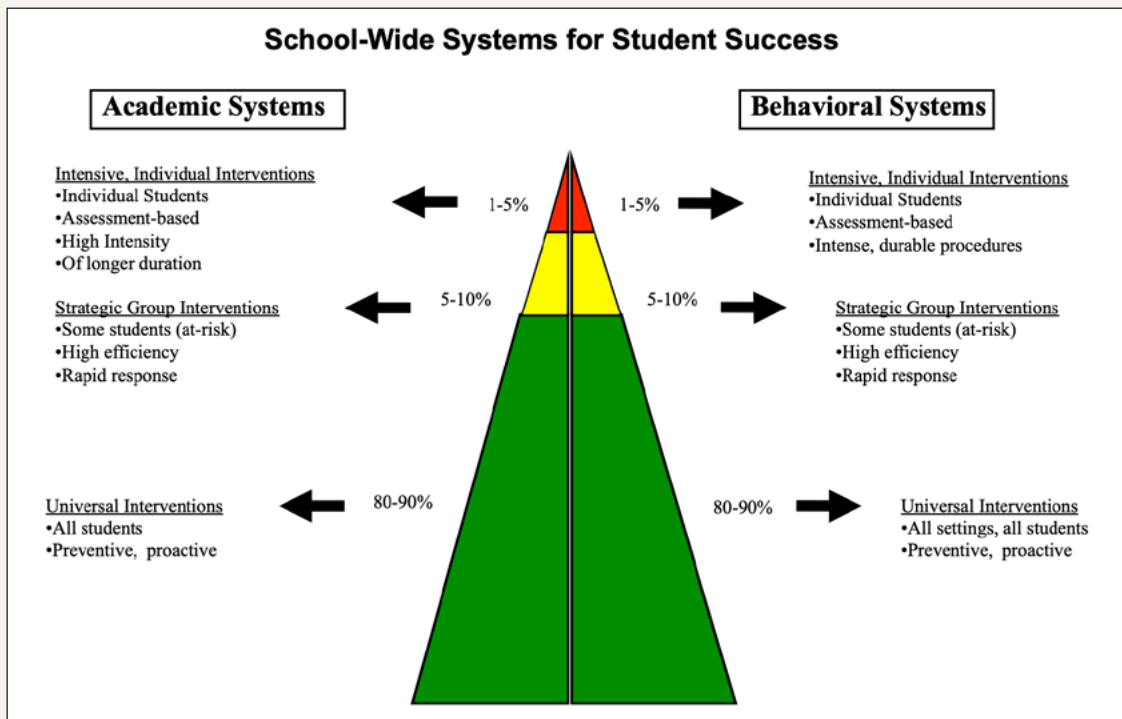 School-Wide Systems for Student Success
Academic Systems
Behavioral Systems
Intensive, Individual Interventions
•Individual Students
•Assessment-based
•High Intensity
•Of longer duration
1-5%
1-5%
Intensive, Individual Interventions
•Individual Students
•Assessment-based
•Intense, durable procedures
Strategic Group Interventions
•Some students (at-risk)
•High efficiency
•Rapid response
5-10%
5-10%
Strategic Group Interventions
•Some students (at-risk)
•High efficiency
•Rapid response
Universal Interventions
•All students
•Preventive, proactive
80-90%
80-90%
Universal Interventions
•All settings, all students
•Preventive, proactive